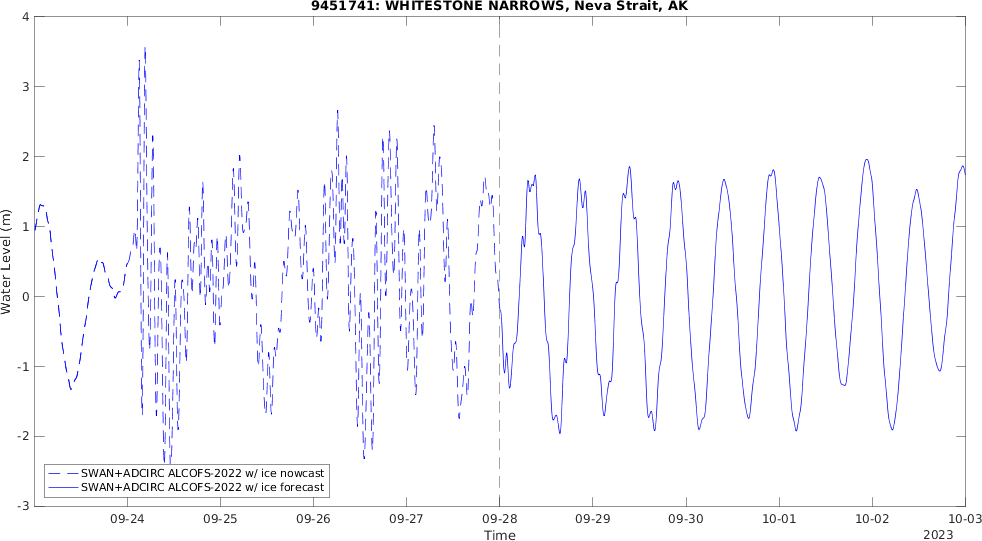 9451741: WHITESTONE NARROWS, Neva Strait, AK
4
3
2
1
0
-1
-2
-3
Water Level (m)
SWAN+ADCIRC ALCOFS-2022 w/ ice nowcast
SWAN+ADCIRC ALCOFS-2022 w/ ice forecast
09-24 09-25 09-26 09-27 09-28 09-29 09-30 10-01 10-02 10-03
Time
2023